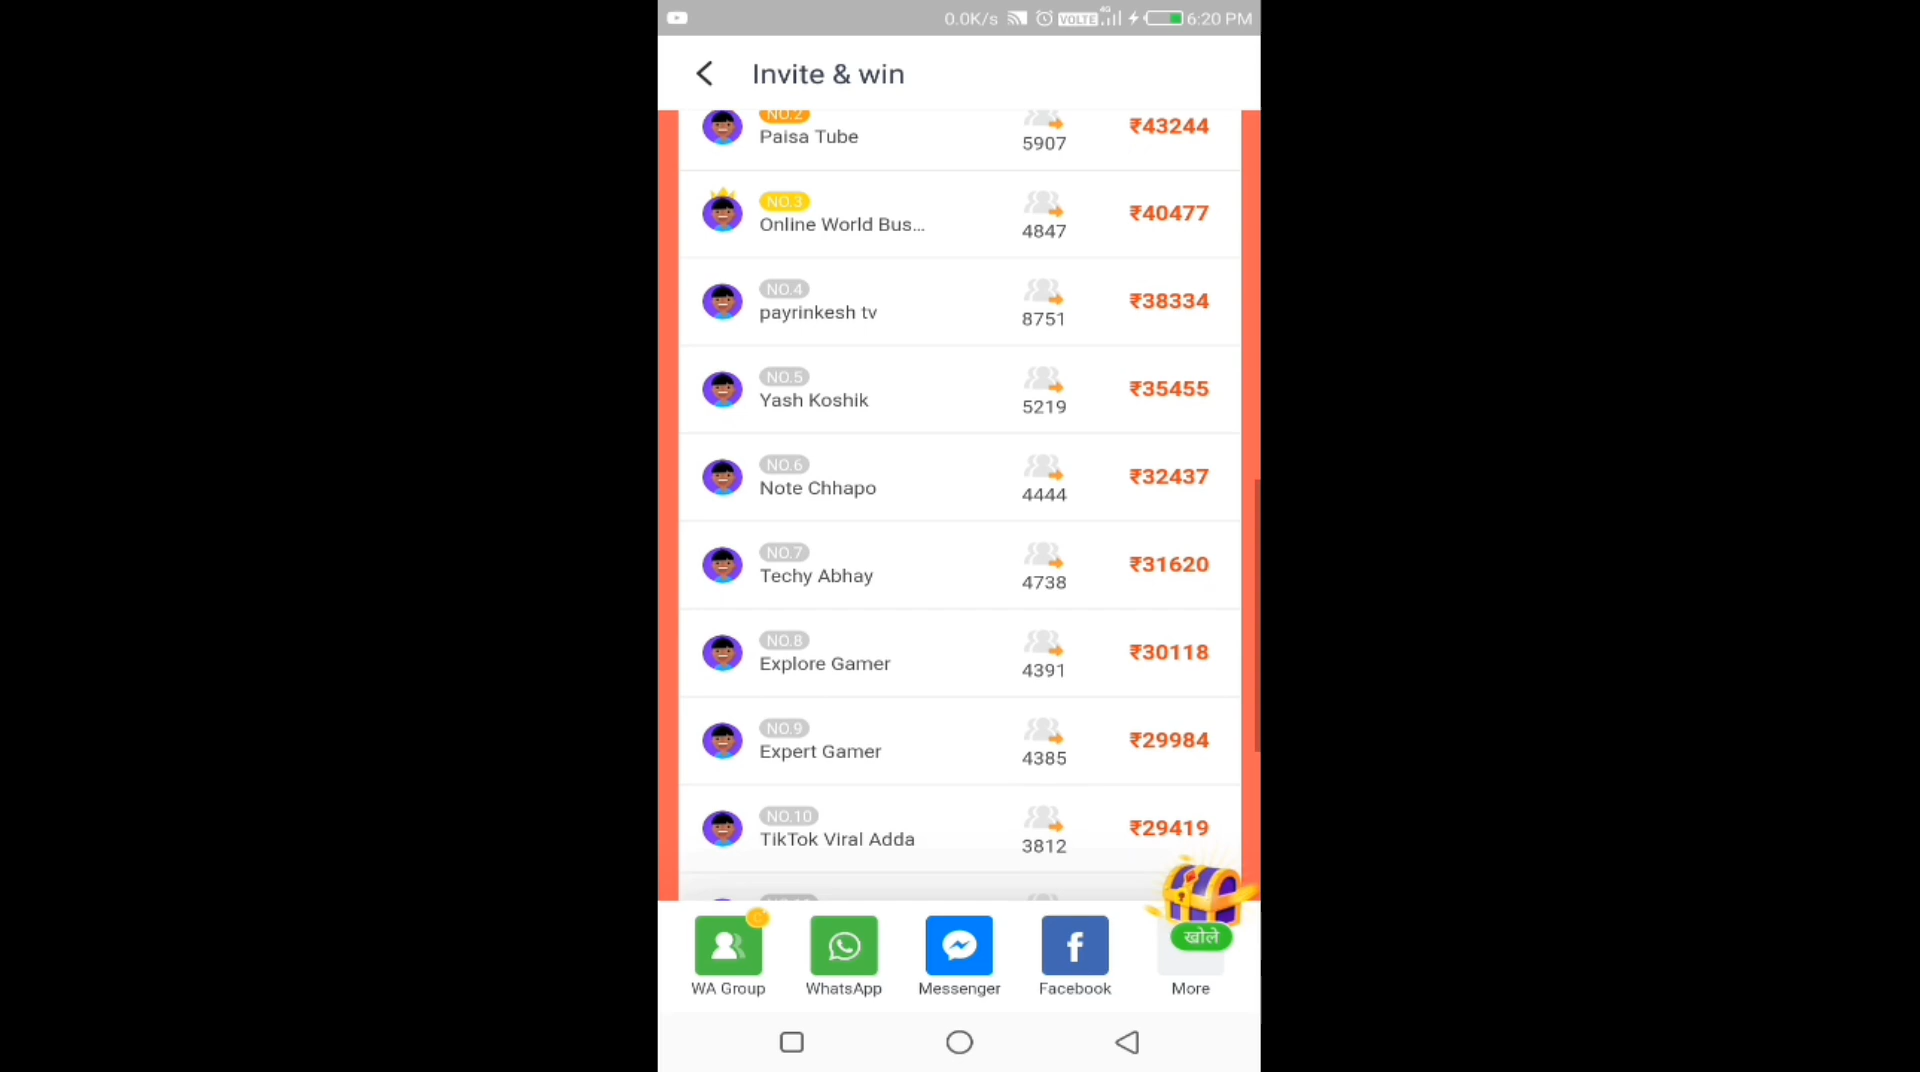 0.0K/s VOLTE 4G 6:20 PM
Invite & win
NO.2
Paisa Tube
5907
₹43244
NO.3
Online World Bus...
4847
₹40477
NO.4
payrinkesh tv
8751
₹38334
NO.5
Yash Koshik
5219
₹35455
NO.6
Note Chhapo
4444
₹32437
NO.7
Techy Abhay
4738
₹31620
NO.8
Explore Gamer
4391
₹30118
NO.9
Expert Gamer
4385
₹29984
NO.10
TikTok Viral Adda
3812
₹29419
खोले
WA Group
WhatsApp
Messenger
Facebook
More